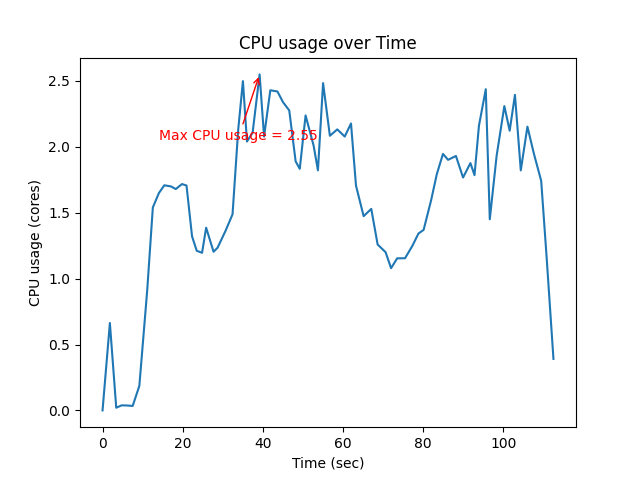 CPU usage over Time
2.5
2.0
1.5
1.0
0.5
0.0
CPU usage (cores)
Max CPU usage = 2.55
0 20 40 60 80 100
Time (sec)